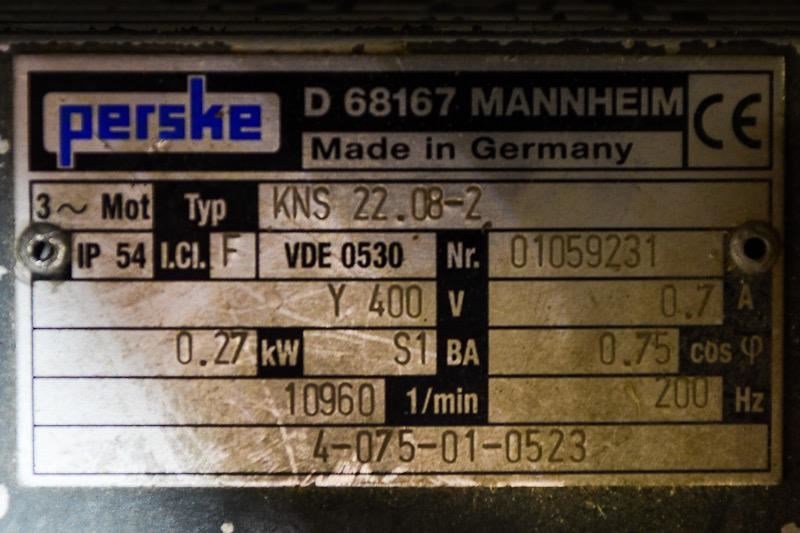 perske D 68167 MANNHEIM CE
Made in Germany
3~ Mot Typ KNS 22.08-2
IP 54 I.Cl. F VDE 0530 Nr. 01059231
Y 400 V 0.7 A
0.27 kW S1 BA 0.75 cos φ
10960 1/min 200 Hz
4-075-01-0523